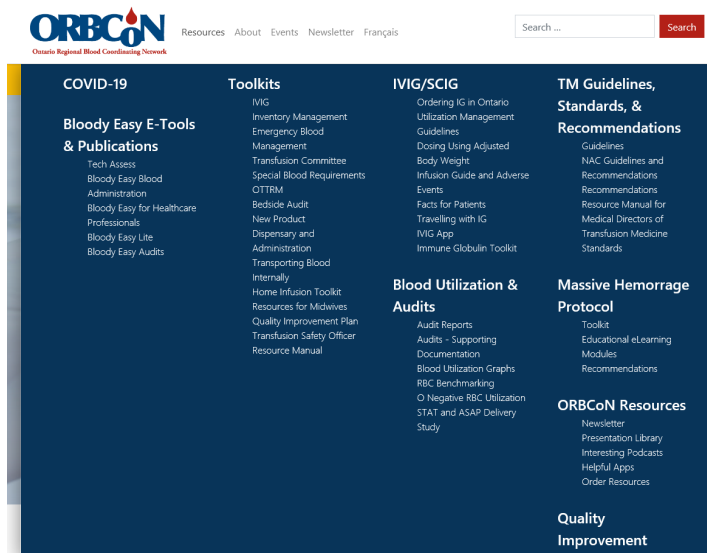 ORBCoN
Ontario Regional Blood Coordinating Network
Resources About Events Newsletter Français
Search ...
Search
COVID-19
Bloody Easy E-Tools
& Publications
Tech Assess
Bloody Easy Blood
Administration
Bloody Easy for Healthcare
Professionals
Bloody Easy Lite
Bloody Easy Audits
Toolkits
IVIG
Inventory Management
Emergency Blood
Management
Transfusion Committee
Special Blood Requirements
OTTRM
Bedside Audit
New Product
Dispensary and
Administration
Transporting Blood
Internally
Home Infusion Toolkit
Resources for Midwives
Quality Improvement Plan
Transfusion Safety Officer
Resource Manual
IVIG/SCIG
Ordering IG in Ontario
Utilization Management
Guidelines
Dosing Using Adjusted
Body Weight
Infusion Guide and Adverse
Events
Facts for Patients
Travelling with IG
IVIG App
Immune Globulin Toolkit
Blood Utilization &
Audits
Audit Reports
Audits - Supporting
Documentation
Blood Utilization Graphs
RBC Benchmarking
O Negative RBC Utilization
STAT and ASAP Delivery
Study
TM Guidelines,
Standards, &
Recommendations
Guidelines
NAC Guidelines and
Recommendations
Recommendations
Resource Manual for
Medical Directors of
Transfusion Medicine
Standards
Massive Hemorrage
Protocol
Toolkit
Educational eLearning
Modules
Recommendations
ORBCoN Resources
Newsletter
Presentation Library
Interesting Podcasts
Helpful Apps
Order Resources
Quality
Improvement